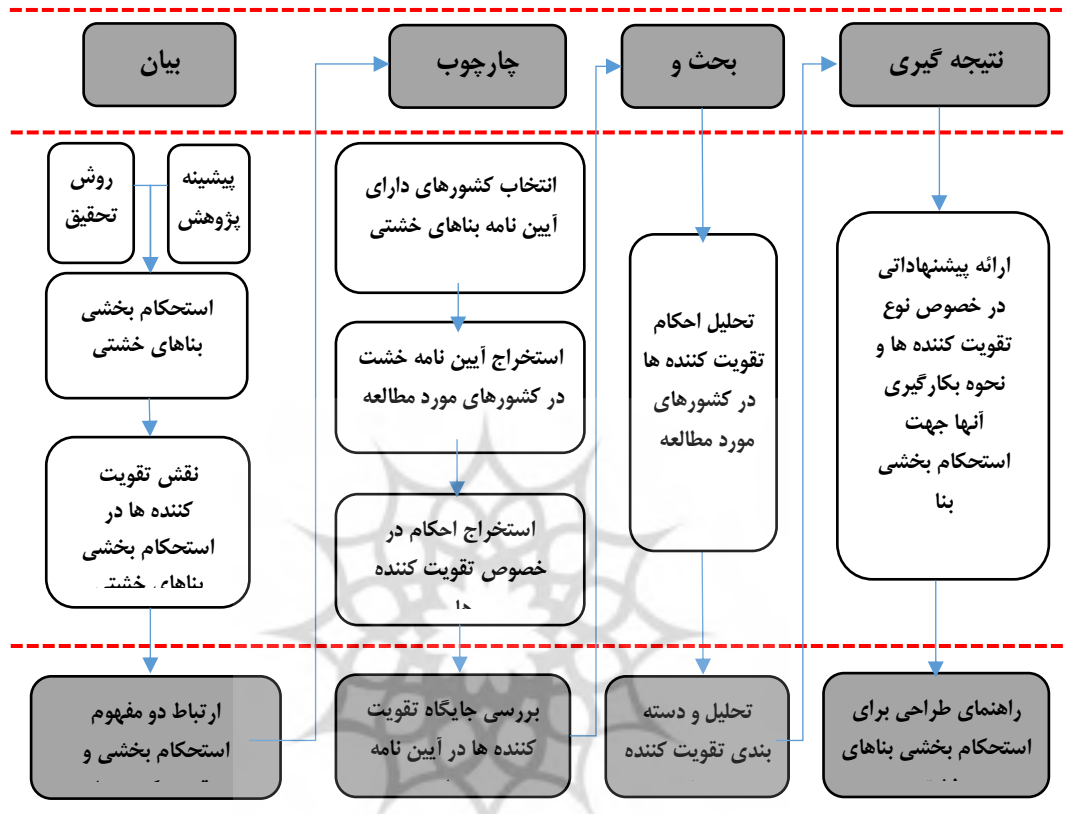 بیان
چارچوب
بحث و
نتیجه گیری
روش
تحقیق
پیشینه
پژوهش
استحکام بخشی
بناهای خشتی
نقش تقویت
کننده ها در
استحکام بخشی
بناهای خشتی
ارتباط دو مفهوم
استحکام بخشی و
انتخاب کشورهای دارای
آیین نامه بناهای خشتی
استخراج آیین نامه خشت
در کشورهای مورد مطالعه
استخراج احکام در
خصوص تقویت کننده
ها
بررسی جایگاه تقویت
کننده ها در آیین نامه
تحلیل احکام
تقویت کننده ها
در کشورهای
مورد مطالعه
تحلیل و دسته
بندی تقویت کننده
ارائه پیشنهاداتی
در خصوص نوع
تقویت کننده ها و
نحوه بکارگیری
آنها جهت
استحکام بخشی
بنا
راهنمای طراحی برای
استحکام بخشی بناهای